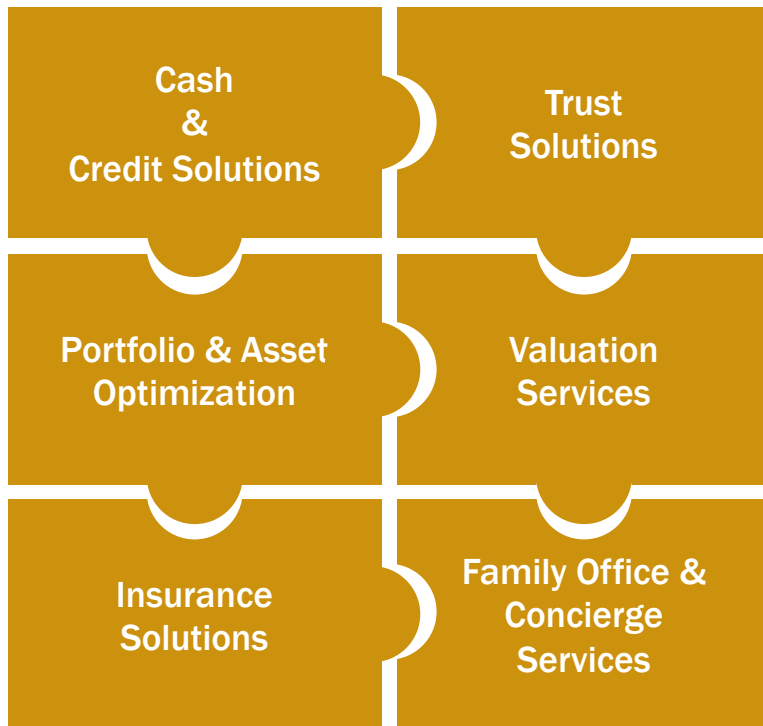 Cash
&
Credit Solutions
Trust
Solutions
Portfolio & Asset
Optimization
Valuation
Services
Insurance
Solutions
Family Office &
Concierge
Services